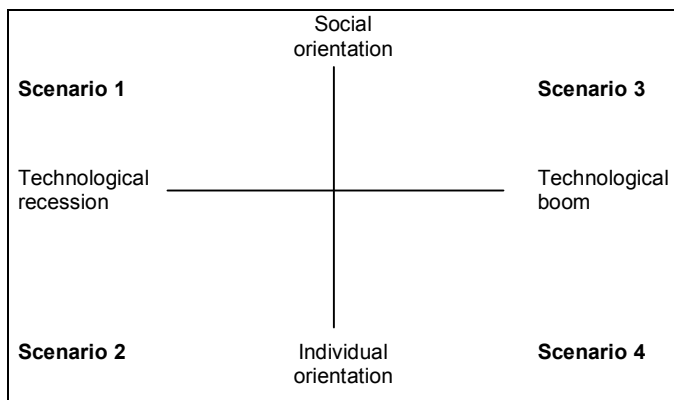 Social
orientation
Scenario 1
Scenario 3
Technological
recession
Technological
boom
Scenario 2
Individual
orientation
Scenario 4